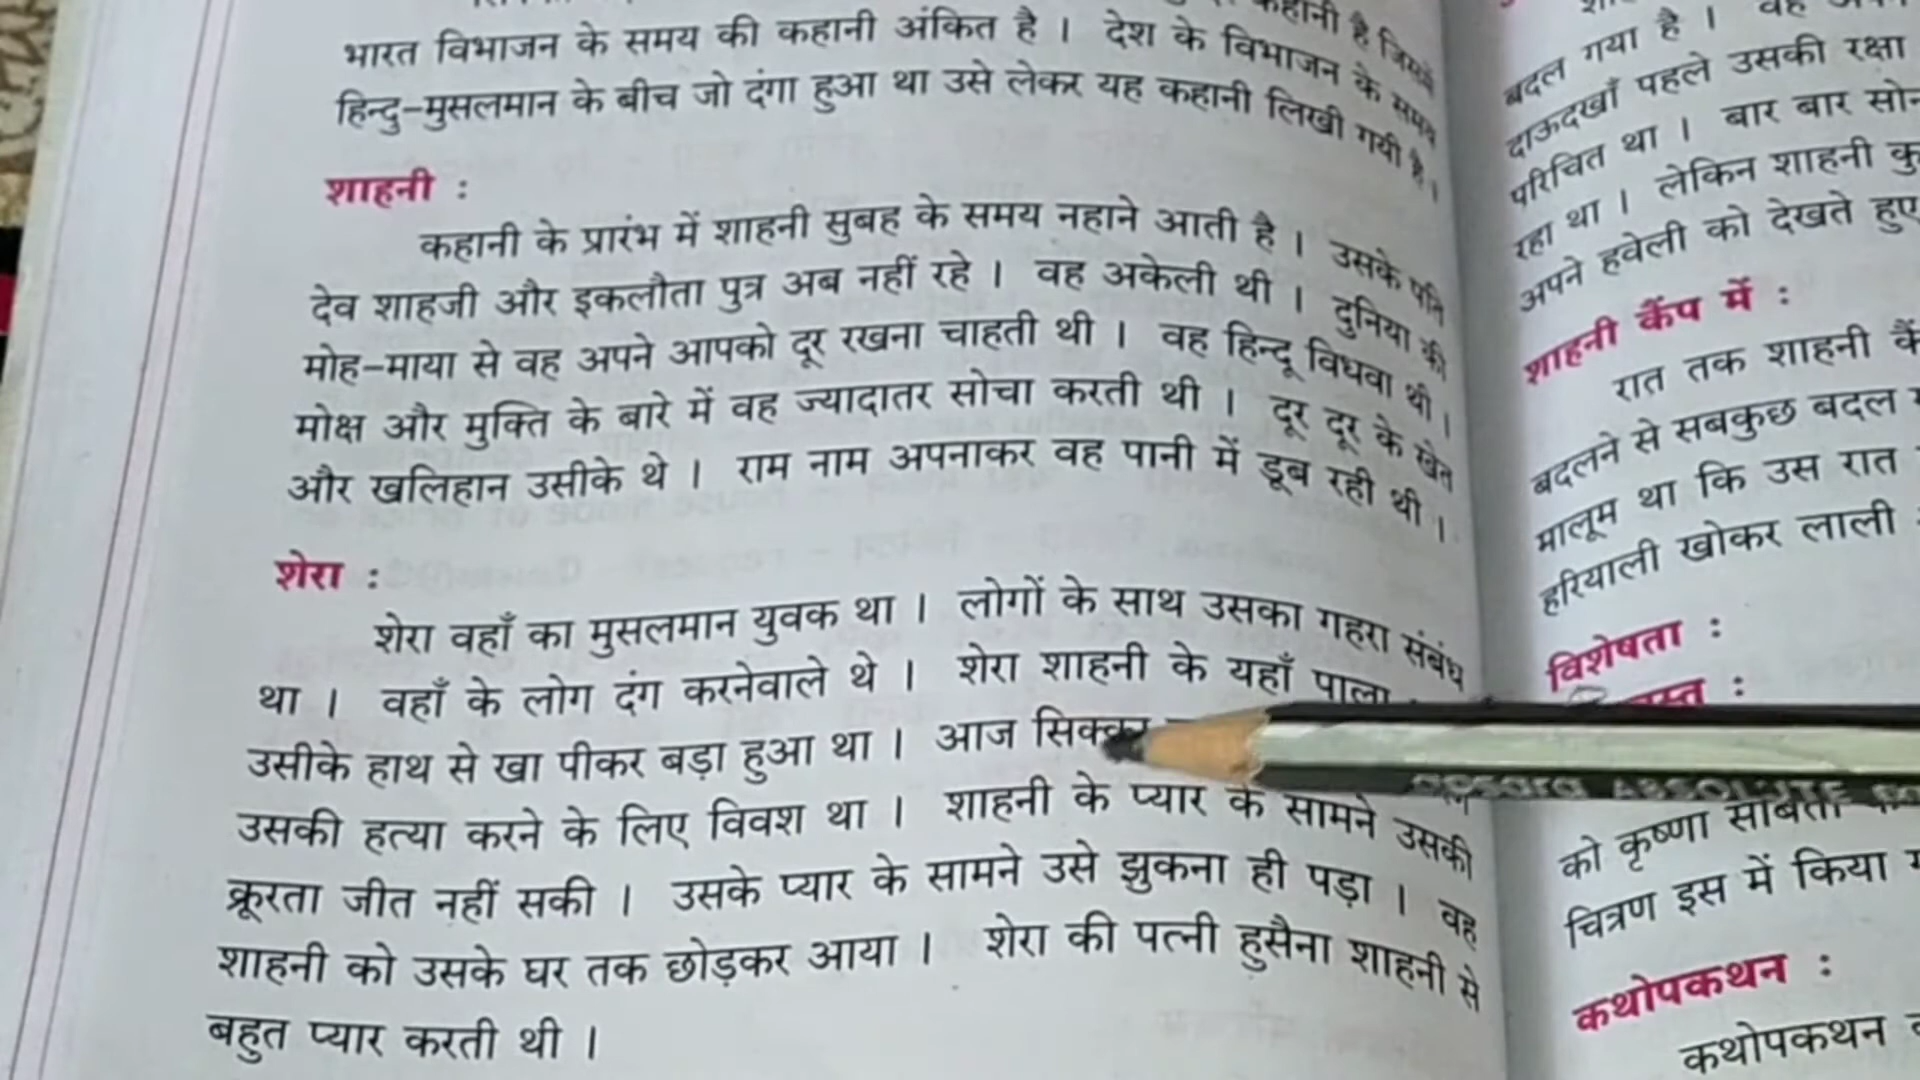 कहानी है जिसमें
भारत विभाजन के समय की कहानी अंकित है । देश के विभाजन के समय
हिन्दु-मुसलमान के बीच जो दंगा हुआ था उसे लेकर यह कहानी लिखी गयी है ।
शाहनी :
कहानी के प्रारंभ में शाहनी सुबह के समय नहाने आती है । उसके पति
देव शाहजी और इकलौता पुत्र अब नहीं रहे । वह अकेली थी । दुनिया की
मोह-माया से वह अपने आपको दूर रखना चाहती थी । वह हिन्दू विधवा थी ।
मोक्ष और मुक्ति के बारे में वह ज्यादातर सोचा करती थी । दूर दूर के खेत
और खलिहान उसीके थे । राम नाम अपनाकर वह पानी में डूब रही थी ।
शेरा :
शेरा वहाँ का मुसलमान युवक था । लोगों के साथ उसका गहरा संबंध
था । वहाँ के लोग दंग करनेवाले थे । शेरा शाहनी के यहाँ पाला
उसीके हाथ से खा पीकर बड़ा हुआ था । आज
उसकी हत्या करने के लिए विवश था । शाहनी के प्यार के सामने उसकी
क्रूरता जीत नहीं सकी । उसके प्यार के सामने उसे झुकना ही पड़ा । वह
शाहनी को उसके घर तक छोड़कर आया । शेरा की पत्नी हुसैना शाहनी से
बहुत प्यार करती थी ।
बदल गया है । वह
दाऊदखाँ पहले उसकी रक्षा
परिचित था । बार बार
रहा था । लेकिन शाहनी
अपने हवेली को देखते हुए
शाहनी कैंप में :
रात तक शाहनी
बदलने से सबकुछ बदल
मालूम था कि उस रात
हरियाली खोकर लाली
विशेषता :
को कृष्णा
चित्रण इस में किया
कथोपकथन :
कथोपकथन
apsara ABSOLUTE